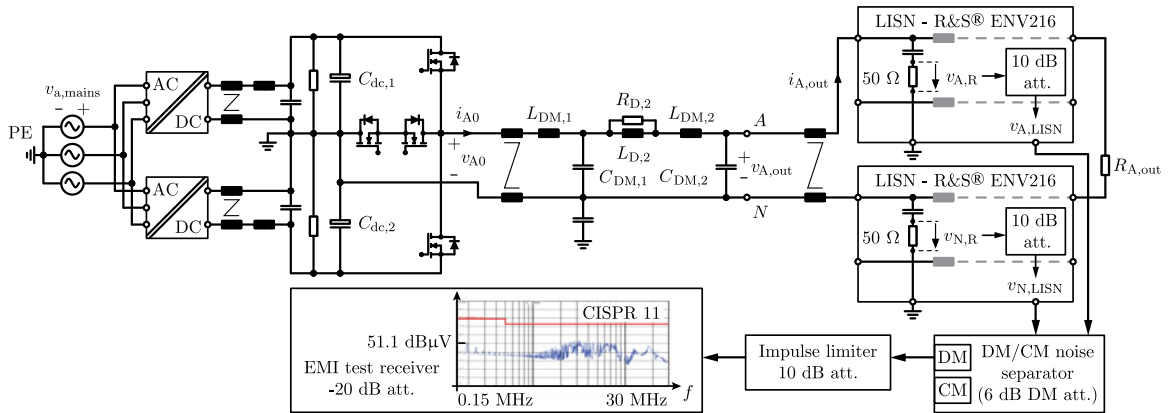 PE
v_a,mains
- +
AC
DC
AC
DC
C_dc,1
C_dc,2
i_A0
+
v_A0
-
L_DM,1
R_D,2
L_D,2
L_DM,2
C_DM,1
C_DM,2
A
+
v_A,out
-
N
i_A,out
LISN - R&S® ENV216
50 Ω
v_A,R
10 dB
att.
v_A,LISN
R_A,out
LISN - R&S® ENV216
50 Ω
v_N,R
10 dB
att.
v_N,LISN
CISPR 11
51.1 dBµV
EMI test receiver
-20 dB att.
0.15 MHz
30 MHz
f
Impulse limiter
10 dB att.
DM
CM
DM/CM noise
separator
(6 dB DM att.)